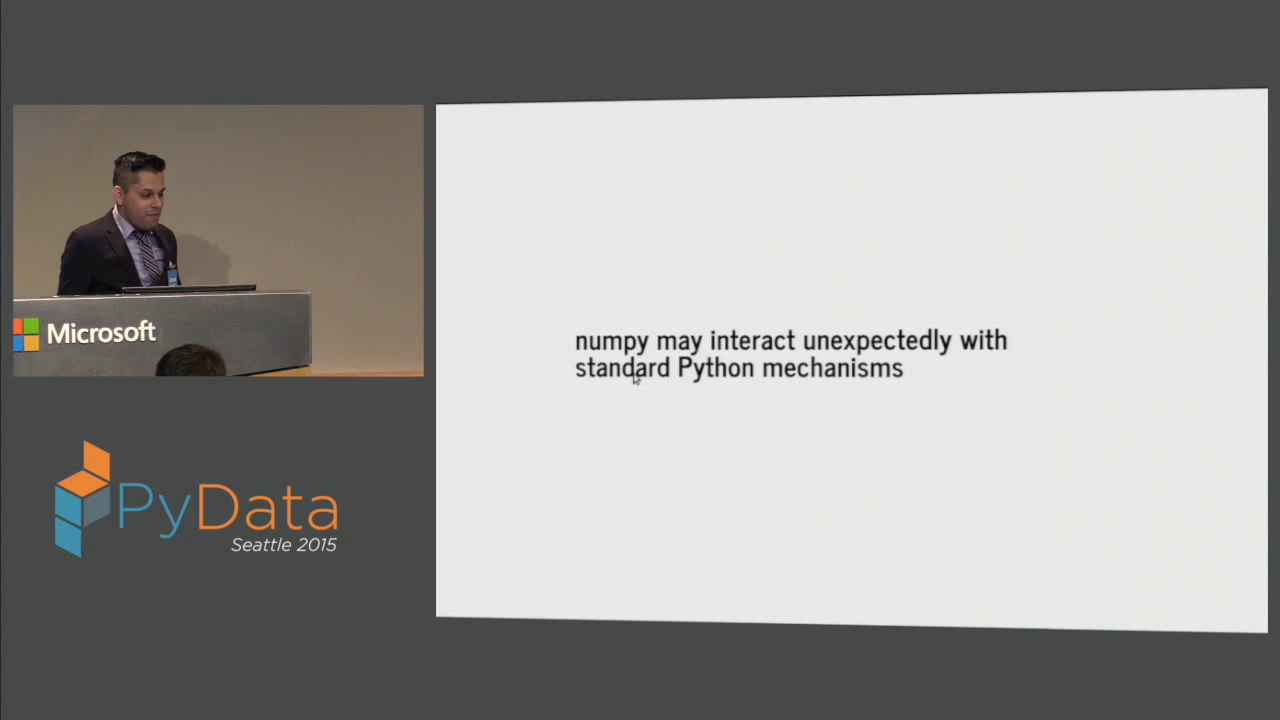 Microsoft
numpy may interact unexpectedly with
standard Python mechanisms
PyData
Seattle 2015